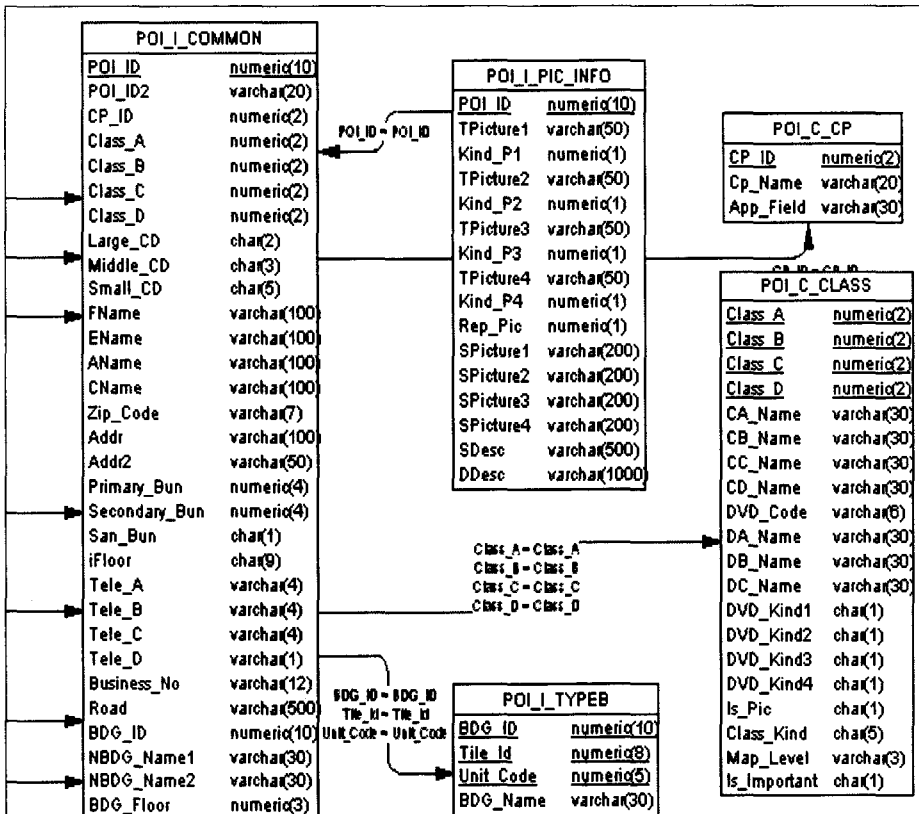 POI_I_COMMON
POI_ID numeric(10)
POI_ID2 varchar(20)
CP_ID numeric(2)
Class_A numeric(2)
Class_B numeric(2)
Class_C numeric(2)
Class_D numeric(2)
Large_CD char(2)
Middle_CD char(3)
Small_CD char(5)
FName varchar(100)
EName varchar(100)
AName varchar(100)
CName varchar(100)
Zip_Code varchar(7)
Addr varchar(100)
Addr2 varchar(50)
Primary_Bun numeric(4)
Secondary_Bun numeric(4)
San_Bun char(1)
iFloor char(9)
Tele_A varchar(4)
Tele_B varchar(4)
Tele_C varchar(4)
Tele_D varchar(1)
Business_No varchar(12)
Road varchar(500)
BDG_ID numeric(10)
NBDG_Name1 varchar(30)
NBDG_Name2 varchar(30)
BDG_Floor numeric(3)
POI_ID = POI_ID
POI_I_PIC_INFO
POI_ID numeric(10)
TPicture1 varchar(50)
Kind_P1 numeric(1)
TPicture2 varchar(50)
Kind_P2 numeric(1)
TPicture3 varchar(50)
Kind_P3 numeric(1)
TPicture4 varchar(50)
Kind_P4 numeric(1)
Rep_Pic numeric(1)
SPicture1 varchar(200)
SPicture2 varchar(200)
SPicture3 varchar(200)
SPicture4 varchar(200)
SDesc varchar(500)
DDesc varchar(1000)
POI_C_CP
CP_ID numeric(2)
Cp_Name varchar(20)
App_Field varchar(30)
CP_ID = CP_ID
POI_C_CLASS
Class_A numeric(2)
Class_B numeric(2)
Class_C numeric(2)
Class_D numeric(2)
CA_Name varchar(30)
CB_Name varchar(30)
CC_Name varchar(30)
CD_Name varchar(30)
DVD_Code varchar(6)
DA_Name varchar(30)
DB_Name varchar(30)
DC_Name varchar(30)
DVD_Kind1 char(1)
DVD_Kind2 char(1)
DVD_Kind3 char(1)
DVD_Kind4 char(1)
Is_Pic char(1)
Class_Kind char(5)
Map_Level varchar(3)
Is_Important char(1)
Class_A = Class_A
Class_B = Class_B
Class_C = Class_C
Class_D = Class_D
BDG_ID = BDG_ID
Tile_Id = Tile_Id
Unit_Code = Unit_Code
POI_I_TYPEB
BDG_ID numeric(10)
Tile_Id numeric(8)
Unit_Code numeric(5)
BDG_Name varchar(30)